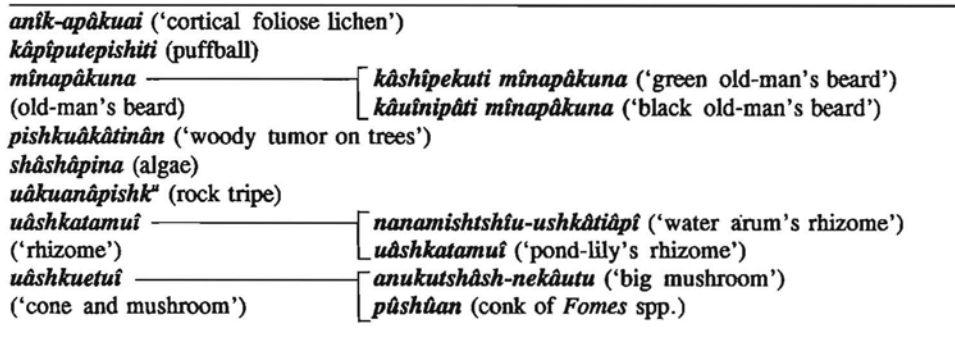 anîk-apâkuai (‘cortical foliose lichen’)
kâpîputepishiti (puffball)
mînapâkuna kâshîpekuti mînapâkuna (‘green old-man's beard’)
(old-man's beard) kâuînipâti mînapâkuna (‘black old-man's beard’)
pishkuâkâtinân (‘woody tumor on trees’)
shâshâpina (algae)
uâkuanâpishkᵘ (rock tripe)
uâshkatamuî nanamishtshîu-ushkâtiâpî (‘water arum's rhizome’)
(‘rhizome’) uâshkatamuî (‘pond-lily's rhizome’)
uâshkuetuî anukutshâsh-nekâutu (‘big mushroom’)
(‘cone and mushroom’) pûshûan (conk of Fomes spp.)